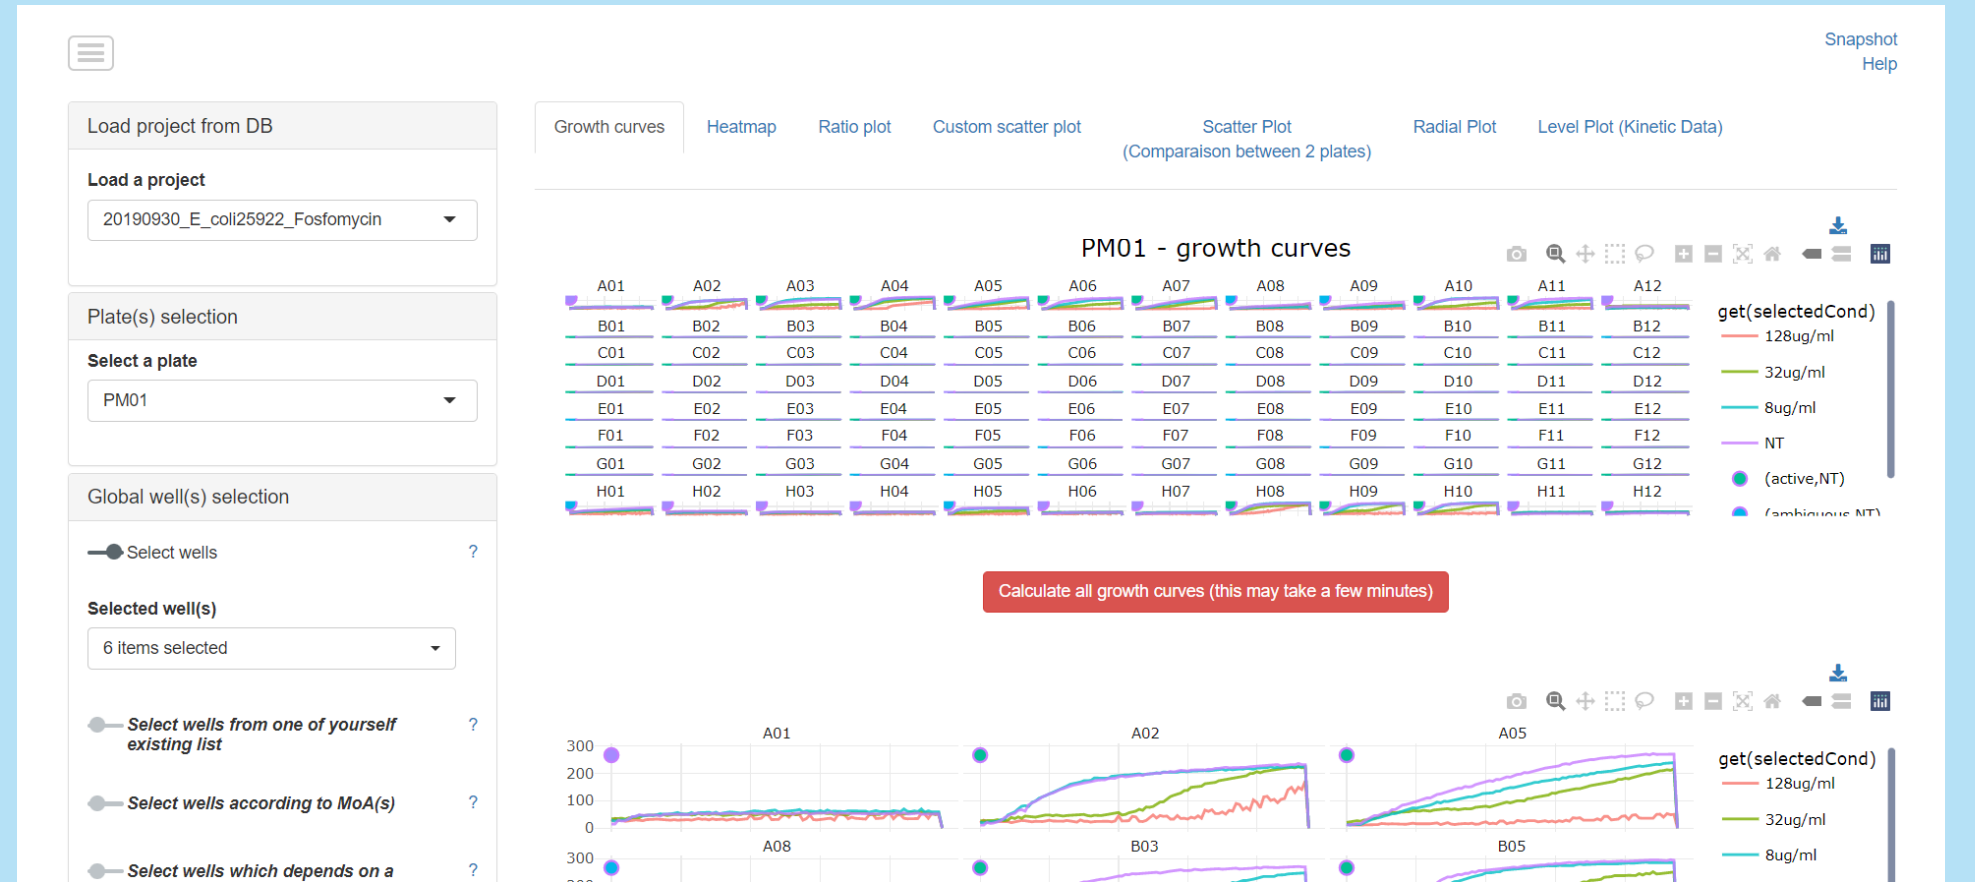 Snapshot
Help
Load project from DB
Load a project
20190930_E_coli25922_Fosfomycin
Plate(s) selection
Select a plate
PM01
Global well(s) selection
Select wells
?
Selected well(s)
6 items selected
Select wells from one of yourself
existing list
?
Select wells according to MoA(s)
?
Select wells which depends on a
?
Growth curves
Heatmap
Ratio plot
Custom scatter plot
Scatter Plot
(Comparaison between 2 plates)
Radial Plot
Level Plot (Kinetic Data)
PM01 - growth curves
A01 A02 A03 A04 A05 A06 A07 A08 A09 A10 A11 A12
B01 B02 B03 B04 B05 B06 B07 B08 B09 B10 B11 B12
C01 C02 C03 C04 C05 C06 C07 C08 C09 C10 C11 C12
D01 D02 D03 D04 D05 D06 D07 D08 D09 D10 D11 D12
E01 E02 E03 E04 E05 E06 E07 E08 E09 E10 E11 E12
F01 F02 F03 F04 F05 F06 F07 F08 F09 F10 F11 F12
G01 G02 G03 G04 G05 G06 G07 G08 G09 G10 G11 G12
H01 H02 H03 H04 H05 H06 H07 H08 H09 H10 H11 H12
get(selectedCond)
128ug/ml
32ug/ml
8ug/ml
NT
(active,NT)
(ambiguous,NT)
Calculate all growth curves (this may take a few minutes)
A01 A02 A05
300
200
100
0
A08 B03 B05
300
200
get(selectedCond)
128ug/ml
32ug/ml
8ug/ml